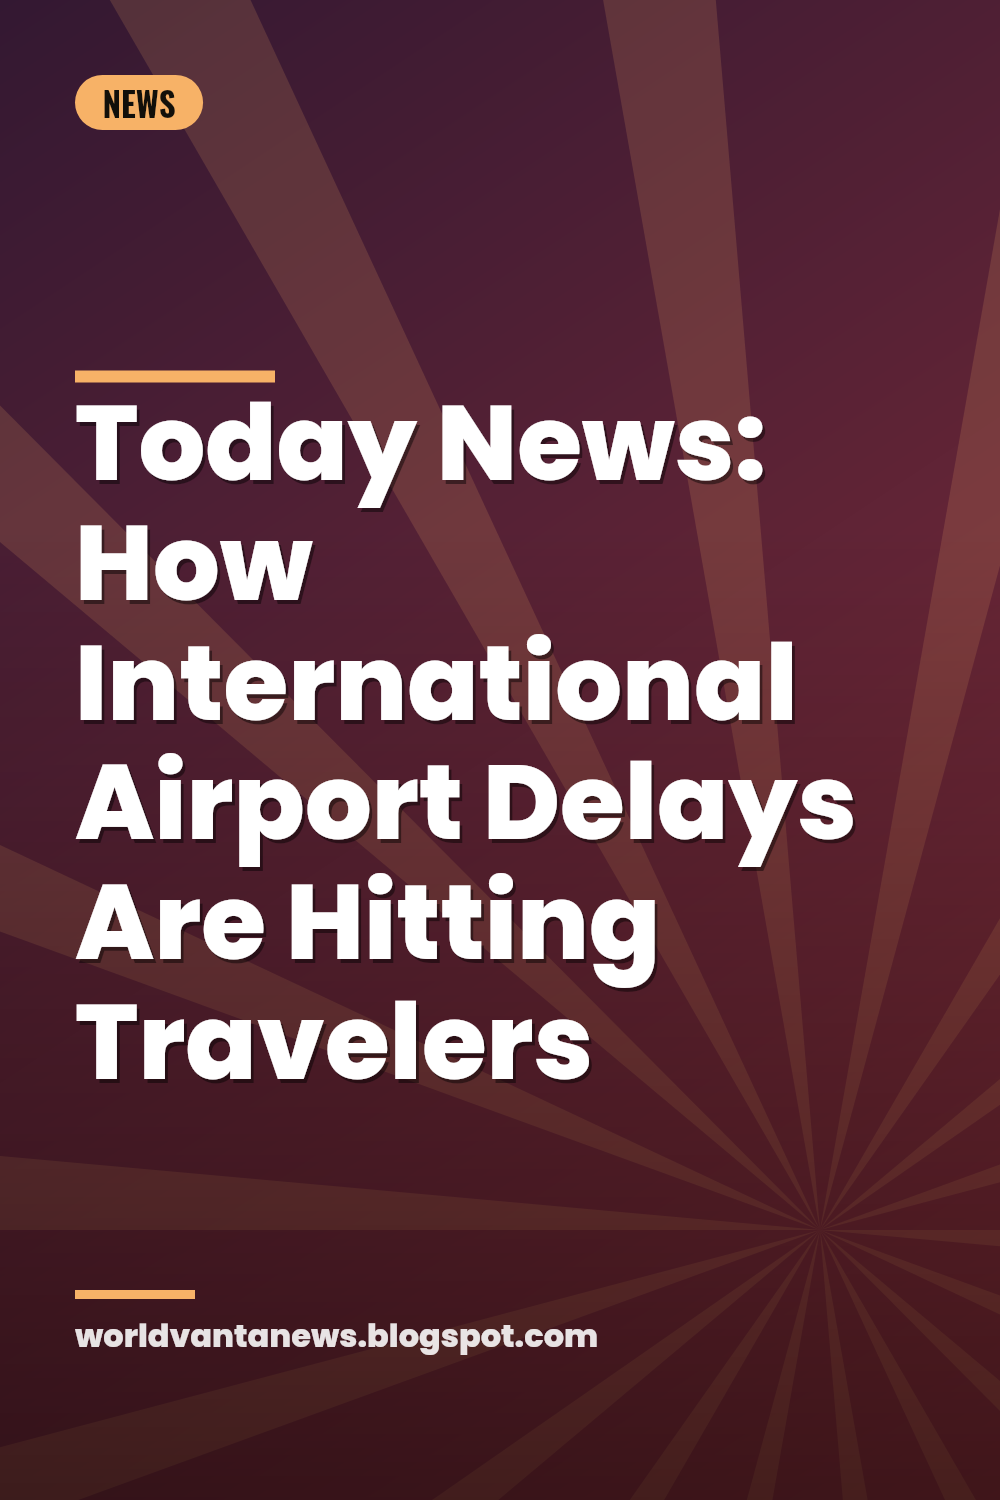 NEWS
Today News:
How
International
Airport Delays
Are Hitting
Travelers
worldvantanews.blogspot.com